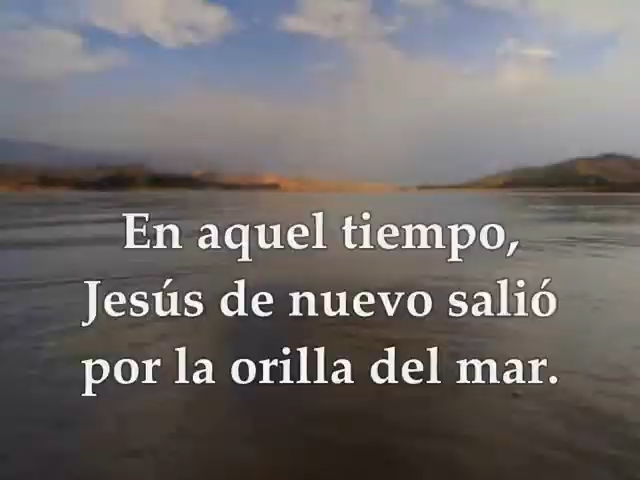 En aquel tiempo,
Jesús de nuevo salió
por la orilla del mar.